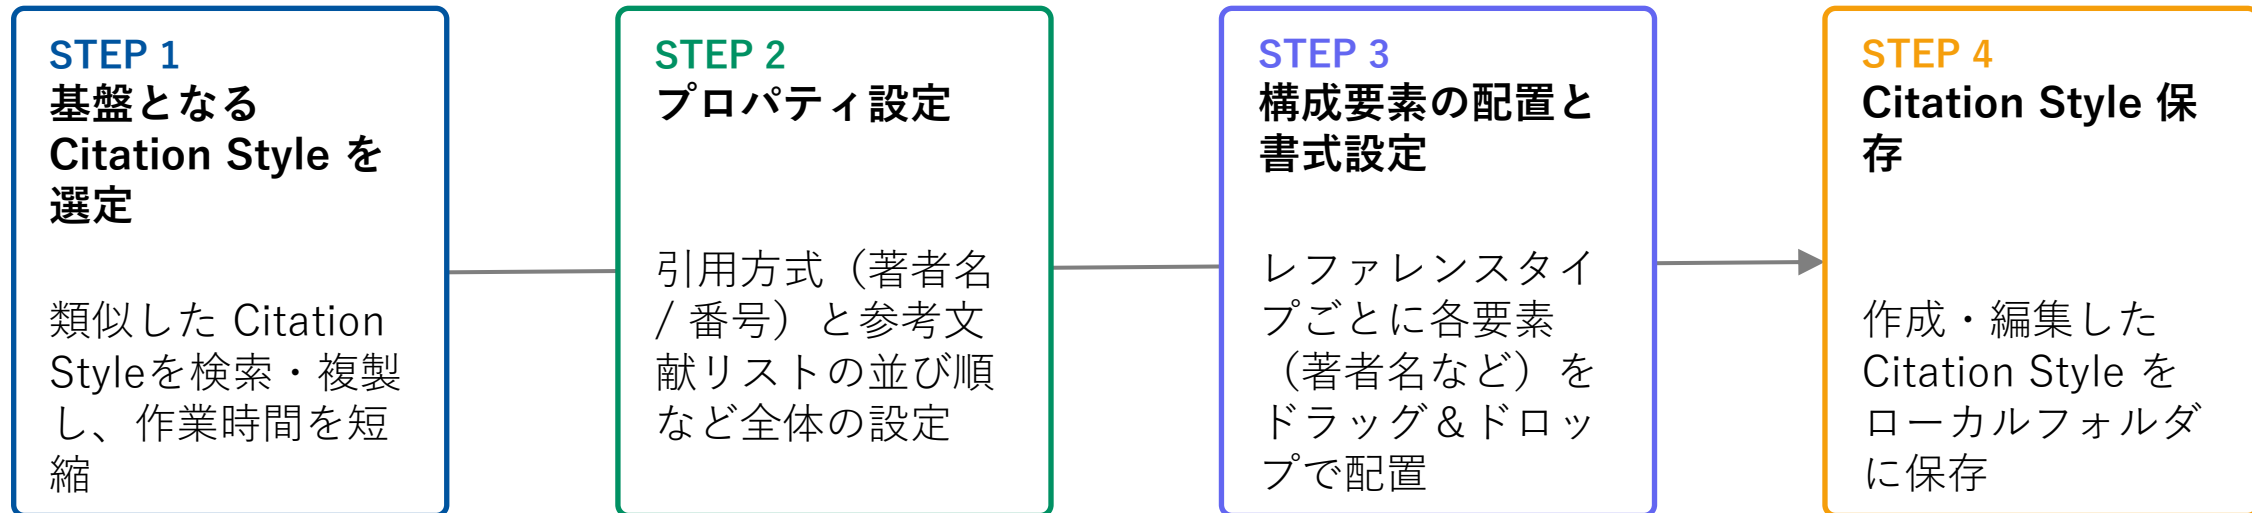 STEP 1
基盤となる
Citation Style を
選定
類似した Citation
Styleを検索・複製
し、作業時間を短
縮
STEP 2
プロパティ設定
引用方式（著者名
/ 番号）と参考文
献リストの並び順
など全体の設定
STEP 3
構成要素の配置と
書式設定
レファレンスタイ
プごとに各要素
（著者名など）を
ドラッグ＆ドロッ
プで配置
STEP 4
Citation Style 保
存
作成・編集した
Citation Style を
ローカルフォルダ
に保存